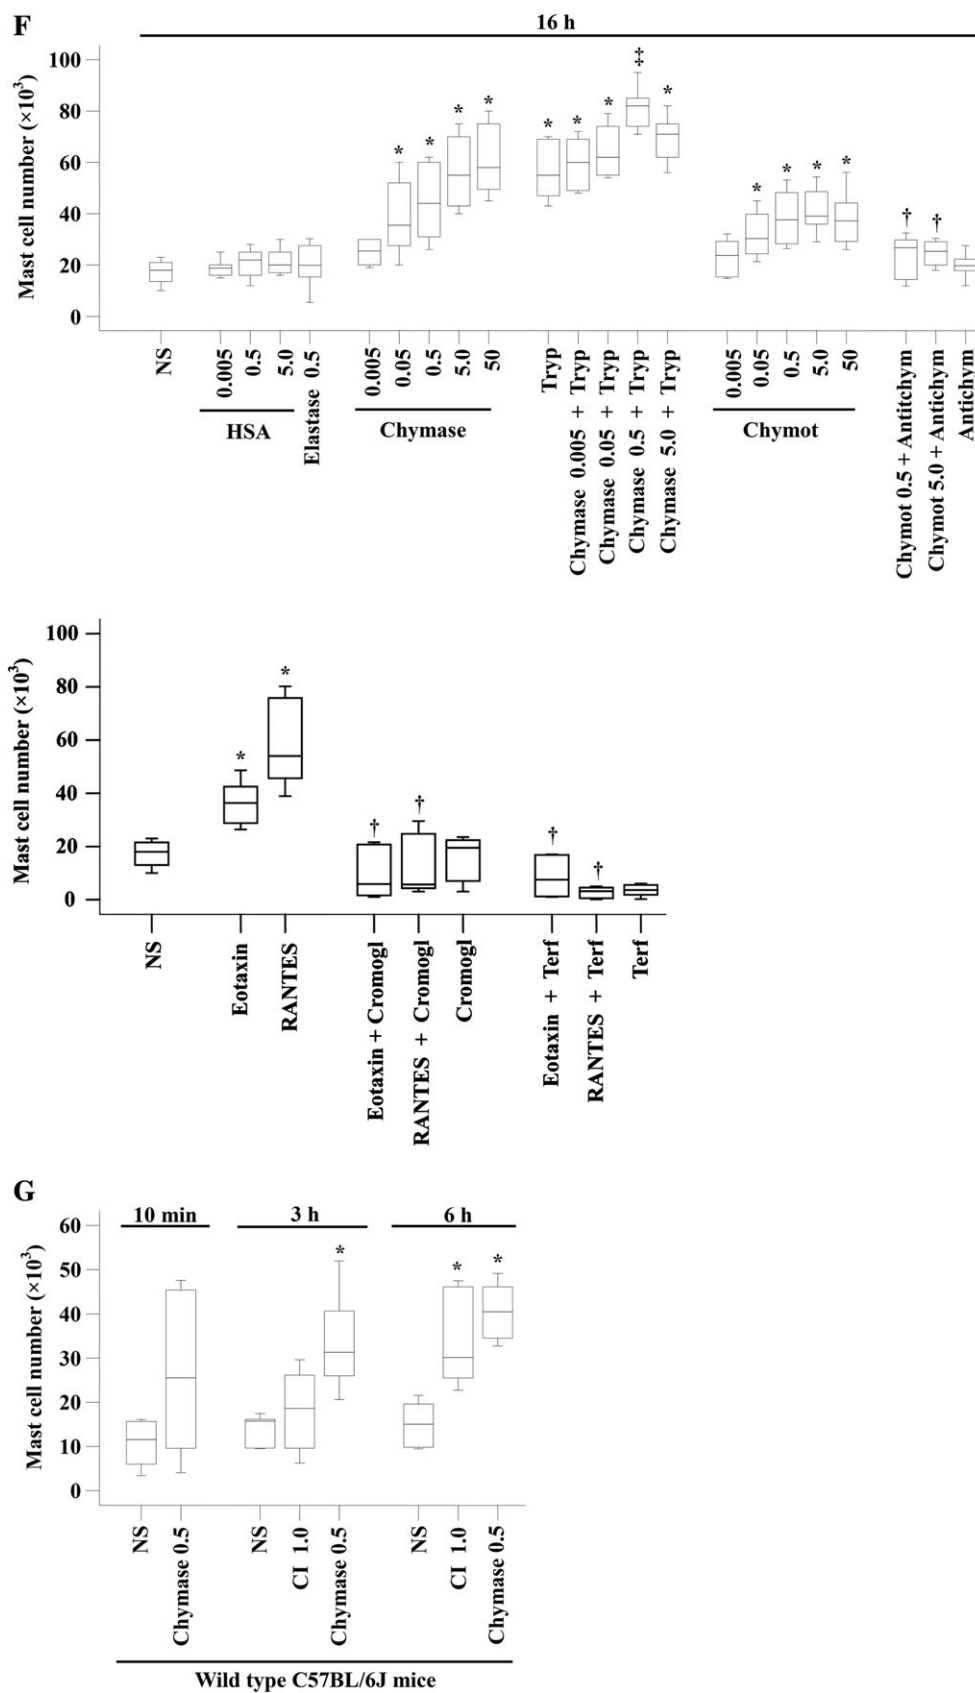 F
16 h
Mast cell number (×10³)
100
80
60
40
20
0
* * * *
* * * ‡ *
* * * *
† †
NS
0.005
0.5
5.0
HSA
Elastase 0.5
0.005
0.05
0.5
5.0
50
Chymase
Tryp
Chymase 0.005 + Tryp
Chymase 0.05 + Tryp
Chymase 0.5 + Tryp
Chymase 5.0 + Tryp
0.005
0.05
0.5
5.0
50
Chymot
Chymot 0.5 + Antitchym
Chymot 5.0 + Antichym
Antichym
Mast cell number (×10³)
100
80
60
40
20
0
* *
† †
† †
NS
Eotaxin
RANTES
Eotaxin + Cromogl
RANTES + Cromogl
Cromogl
Eotaxin + Terf
RANTES + Terf
Terf
G
10 min
3 h
6 h
Mast cell number (×10³)
60
50
40
30
20
10
0
*
* *
NS
Chymase 0.5
NS
CI 1.0
Chymase 0.5
NS
CI 1.0
Chymase 0.5
Wild type C57BL/6J mice